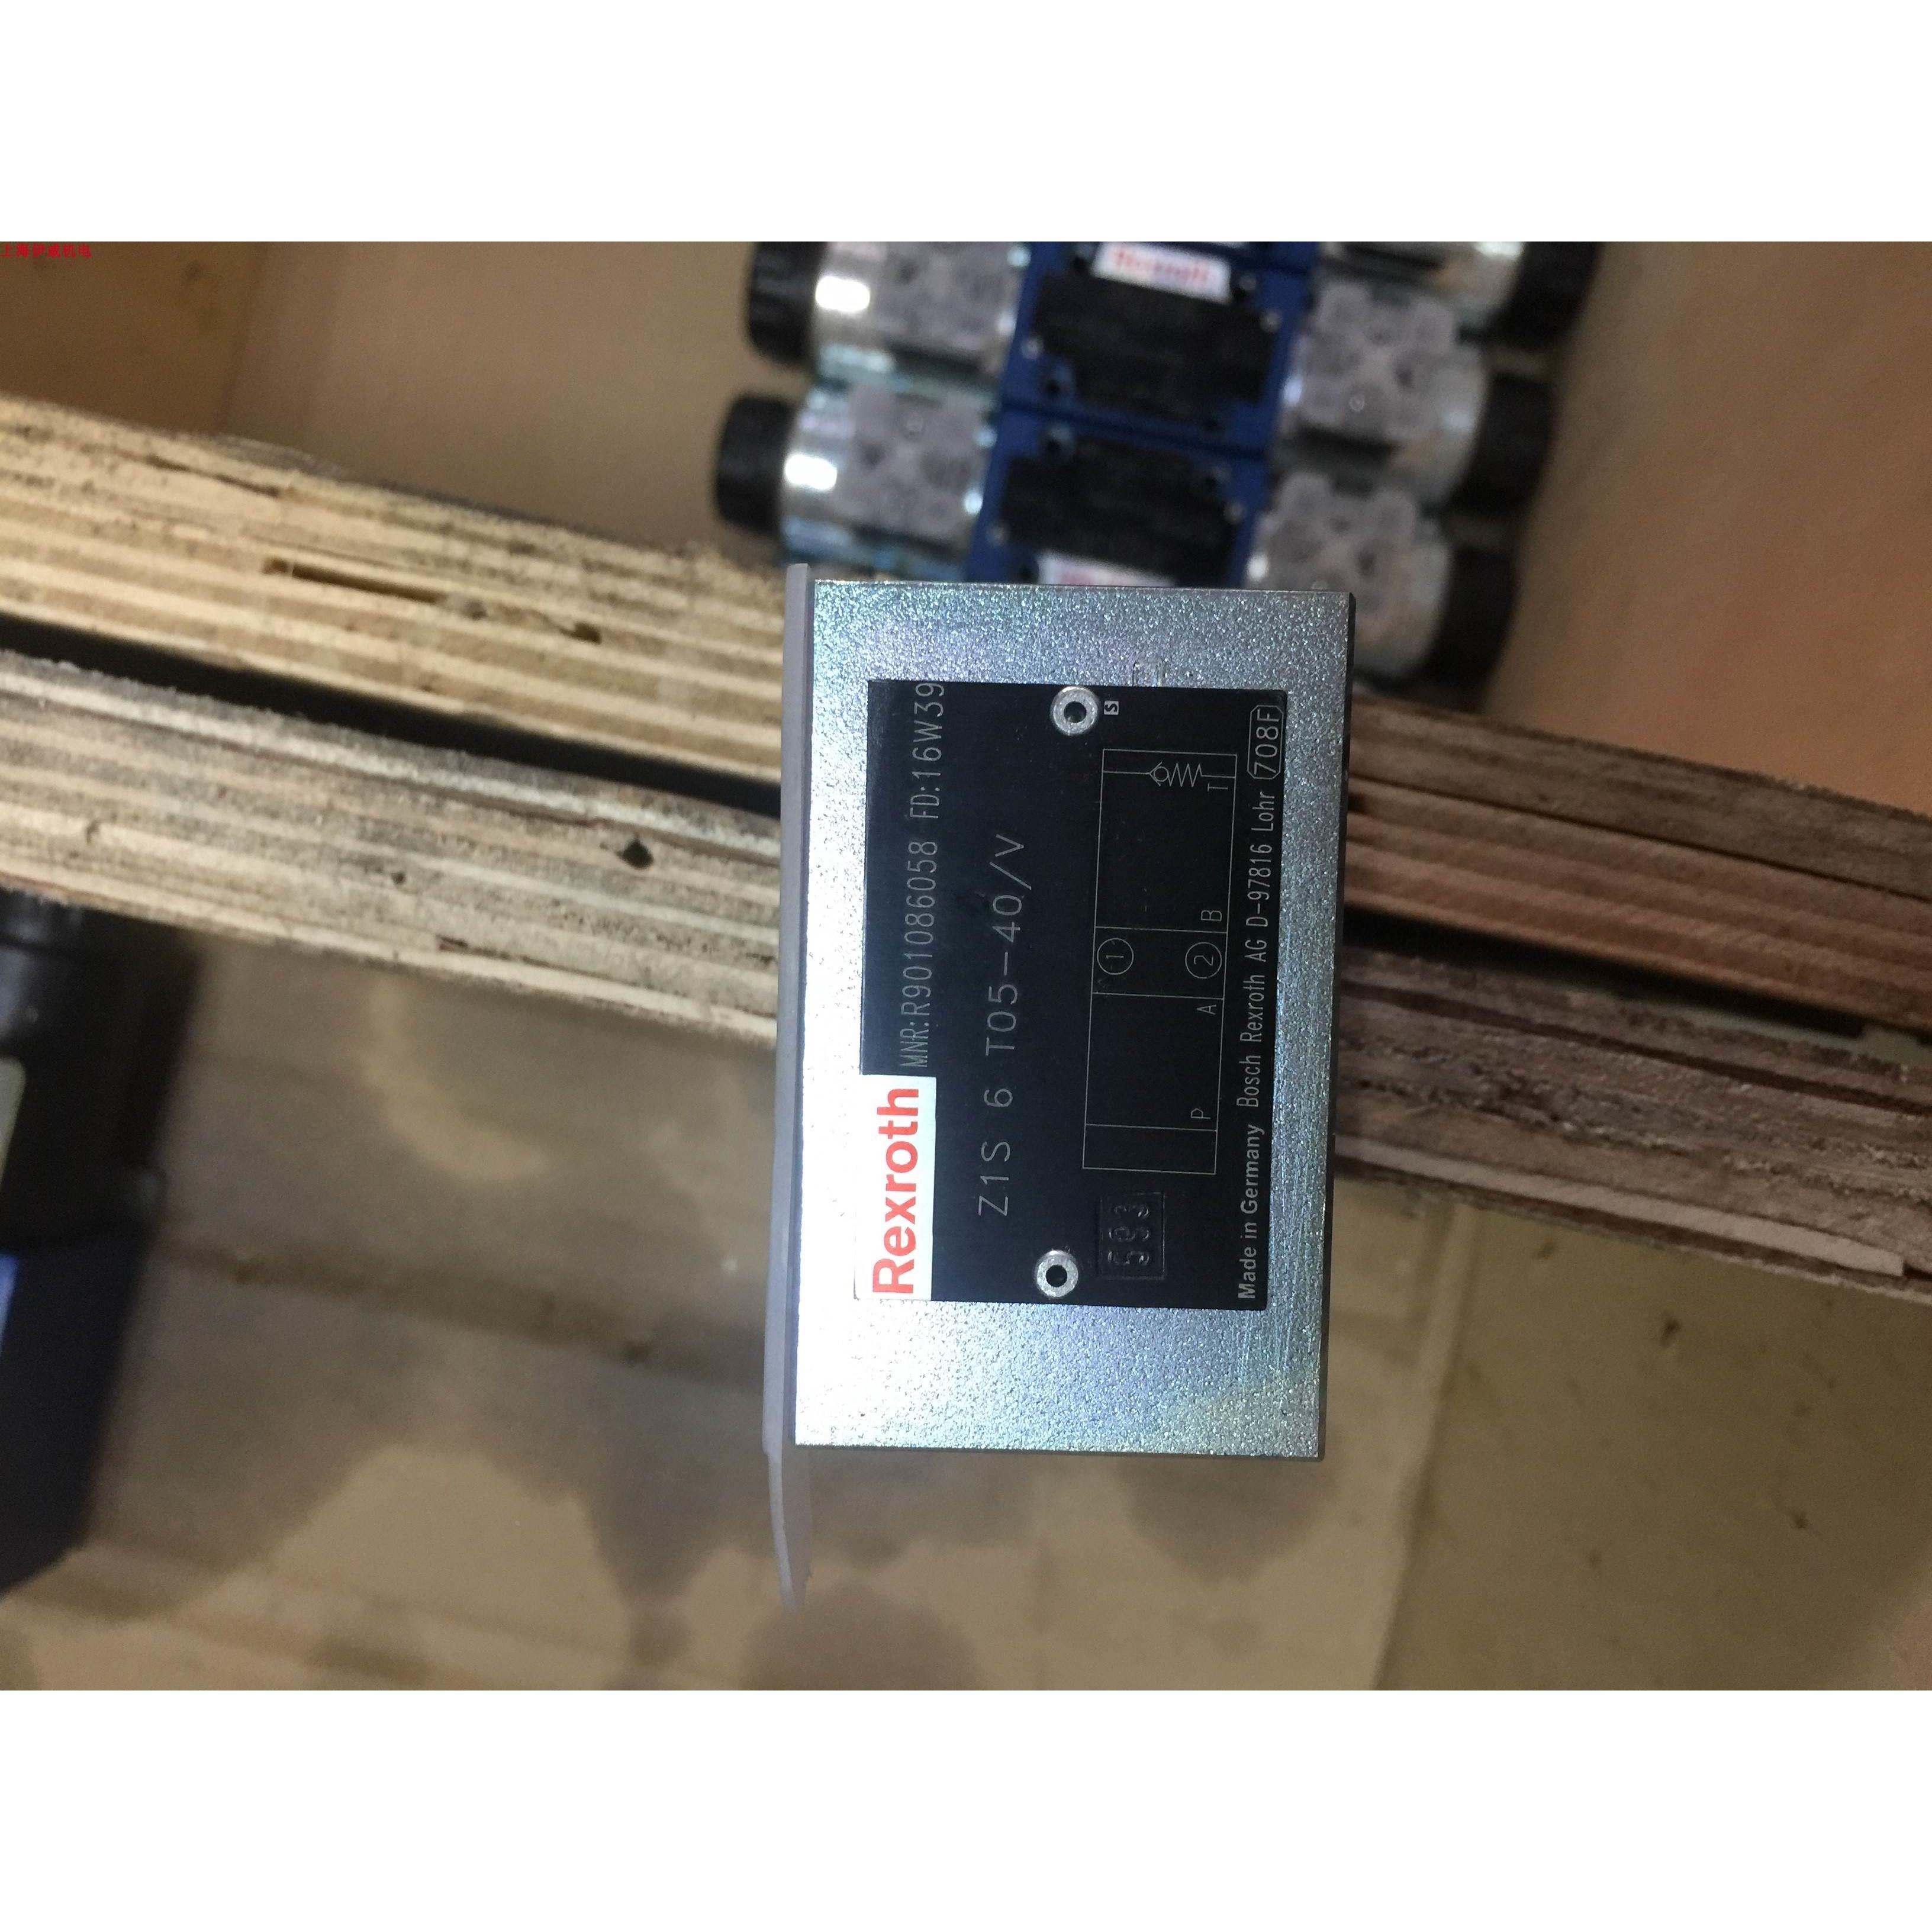 Rexroth
MNR:R901086058 FD:16W39
Z1S 6 T05-40/V
S
1
2
P A B T
Made in Germany Bosch Rexroth AG D-97816 Lohr 708F
Rexroth